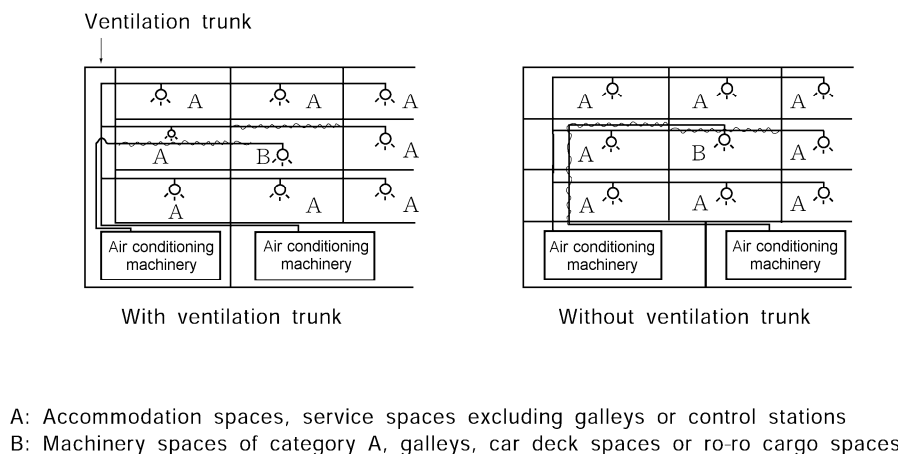 Ventilation trunk
A A A
A B A
A A A
Air conditioning machinery
Air conditioning machinery
With ventilation trunk
A A A
A B A
A A A
Air conditioning machinery
Air conditioning machinery
Without ventilation trunk
A: Accommodation spaces, service spaces excluding galleys or control stations
B: Machinery spaces of category A, galleys, car deck spaces or ro-ro cargo spaces